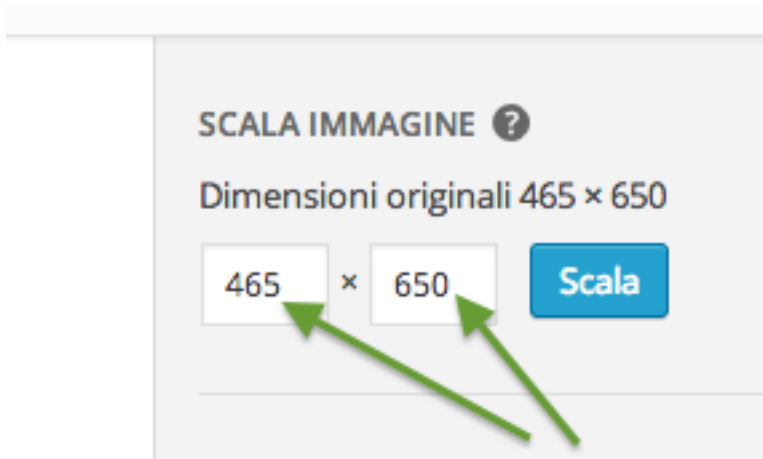 SCALA IMMAGINE ?
Dimensioni originali 465 × 650
465 × 650 Scala